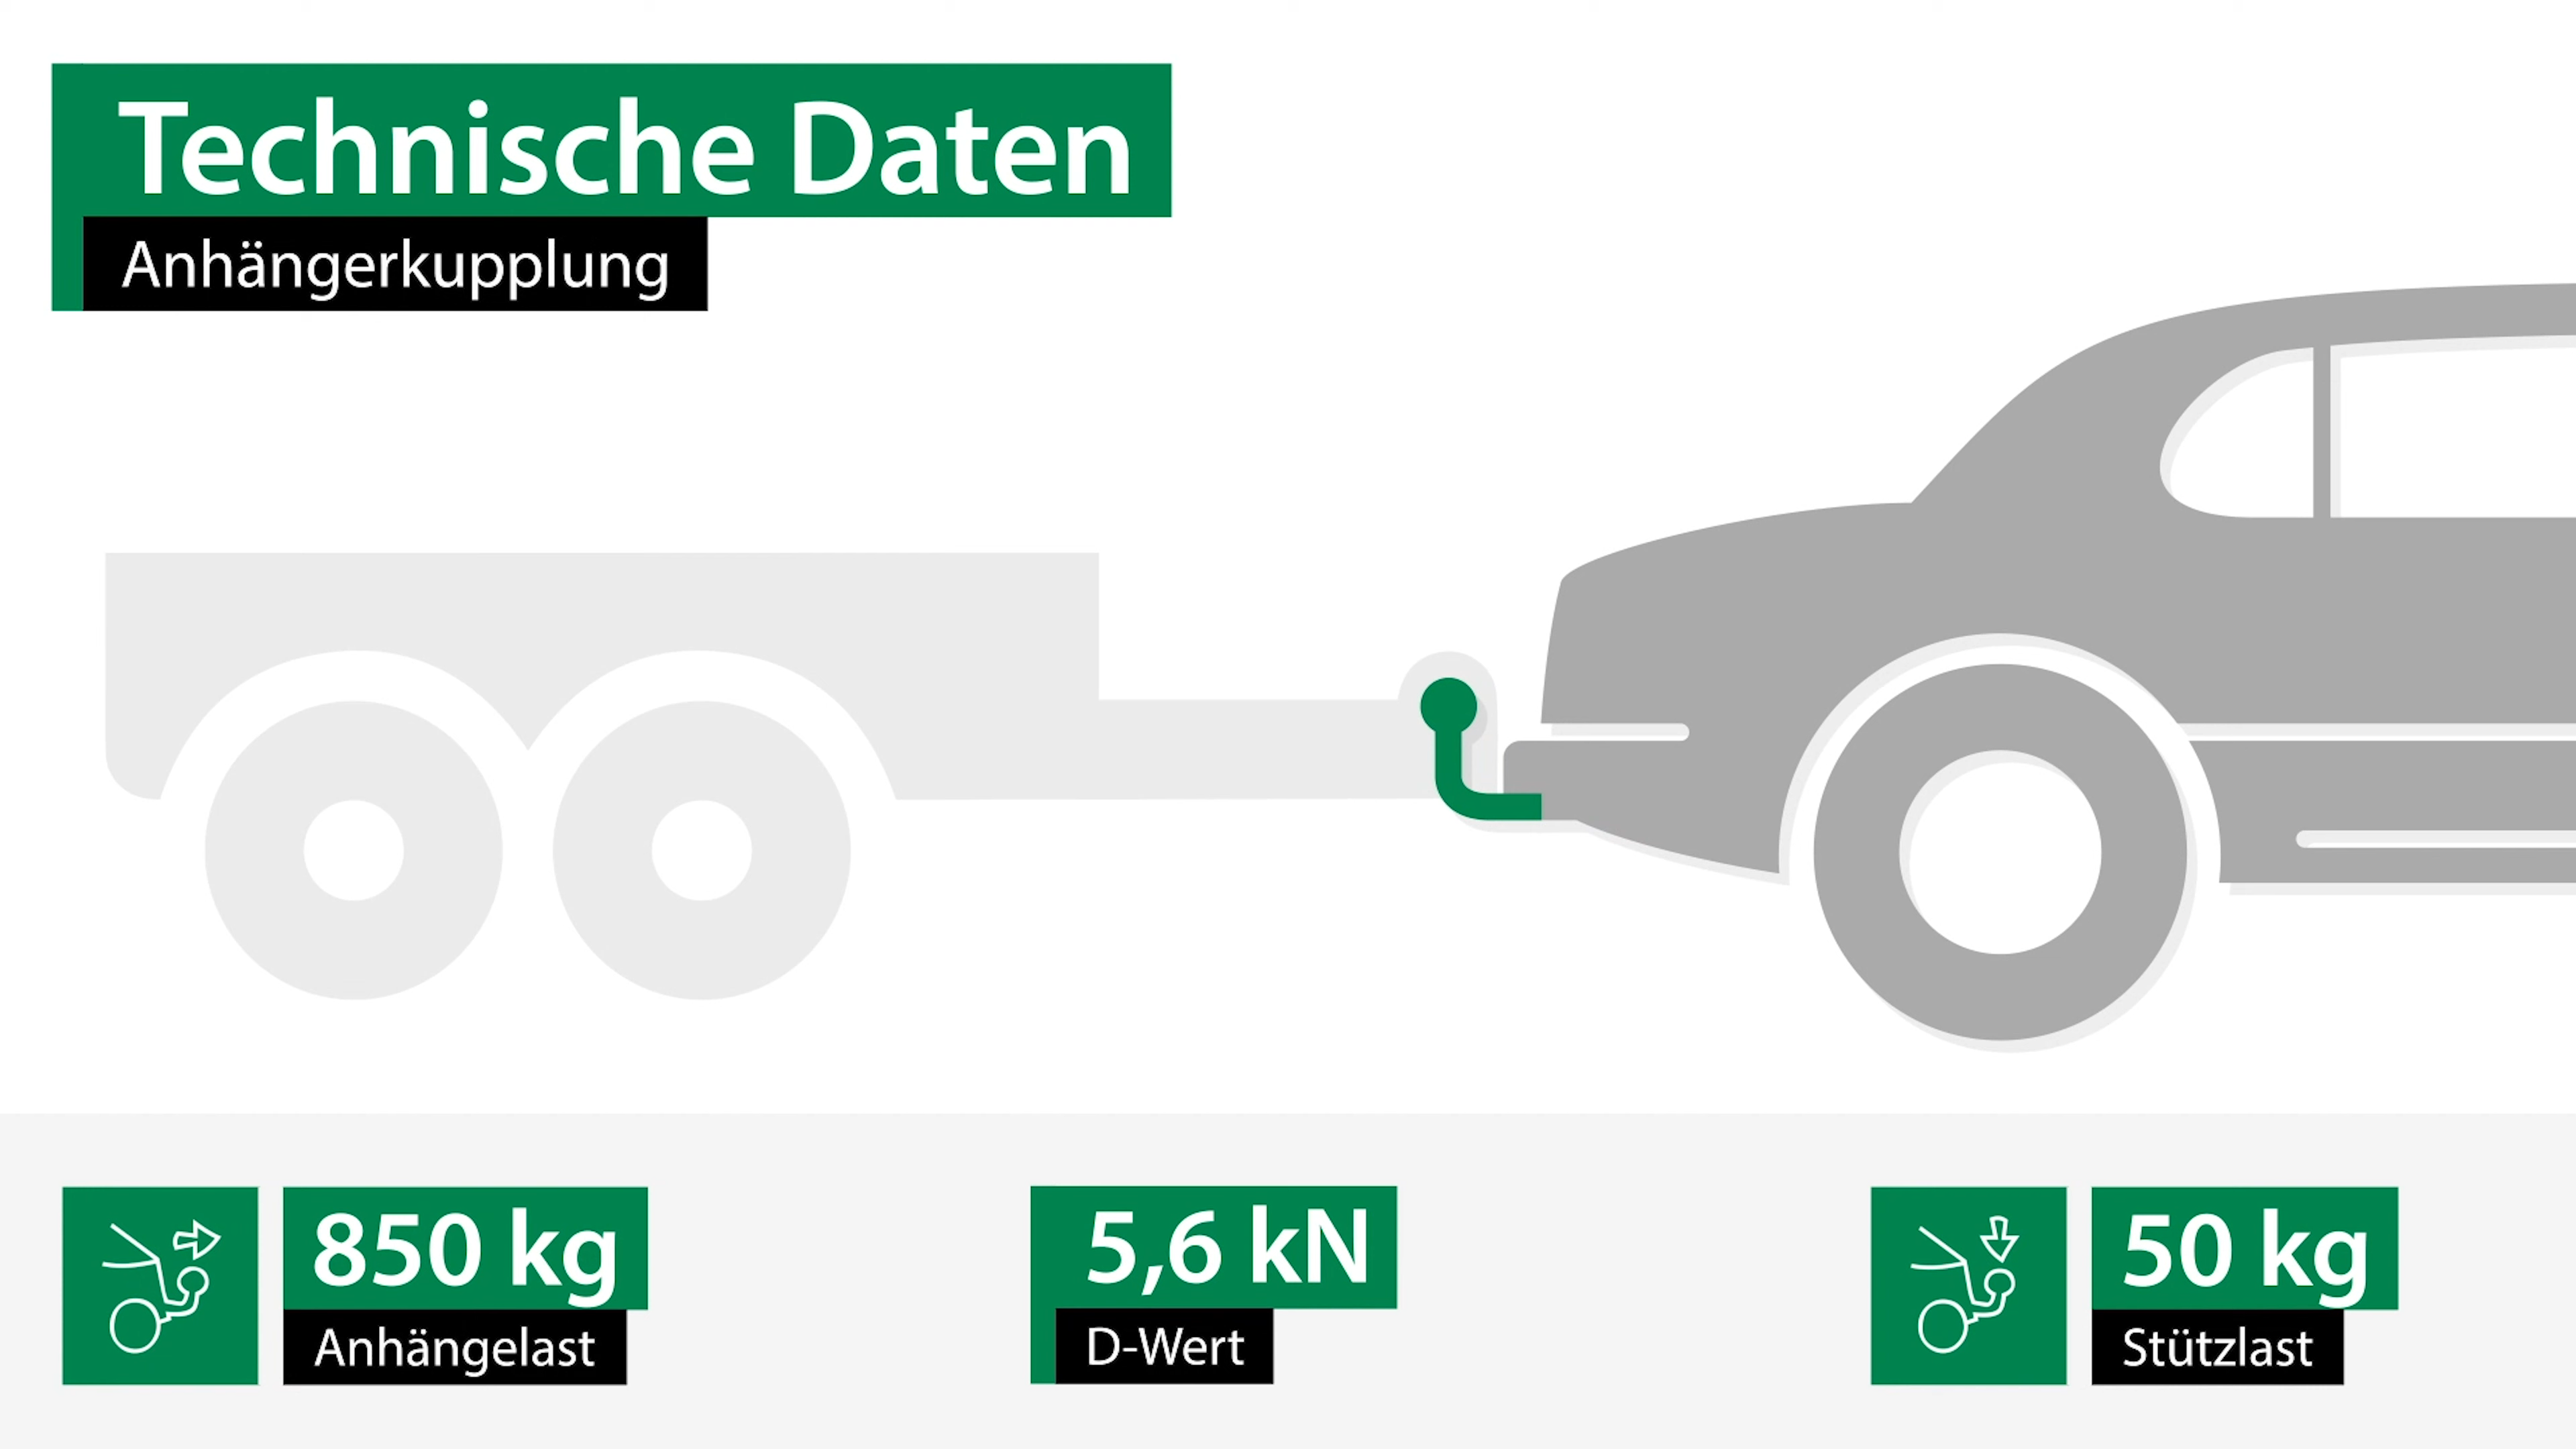 Technische Daten
Anhängerkupplung
850 kg
Anhängelast
5,6 kN
D-Wert
50 kg
Stützlast